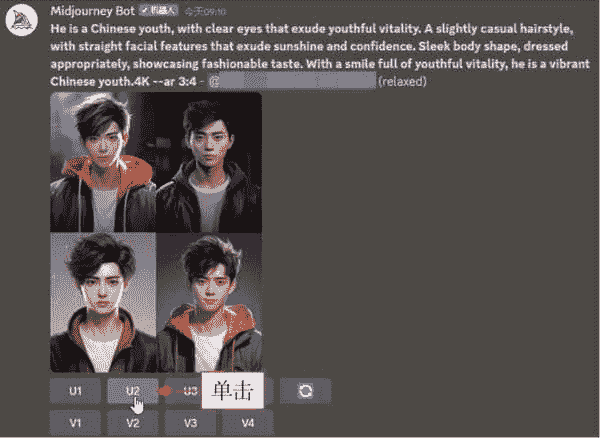 Midjourney Bot ✓机器人 今天09:10
He is a Chinese youth, with clear eyes that exude youthful vitality. A slightly casual hairstyle,
with straight facial features that exude sunshine and confidence. Sleek body shape, dressed
appropriately, showcasing fashionable taste. With a smile full of youthful vitality, he is a vibrant
Chinese youth.4K --ar 3:4 - @ (relaxed)
U1 U2 U3 单击
V1 V2 V3 V4